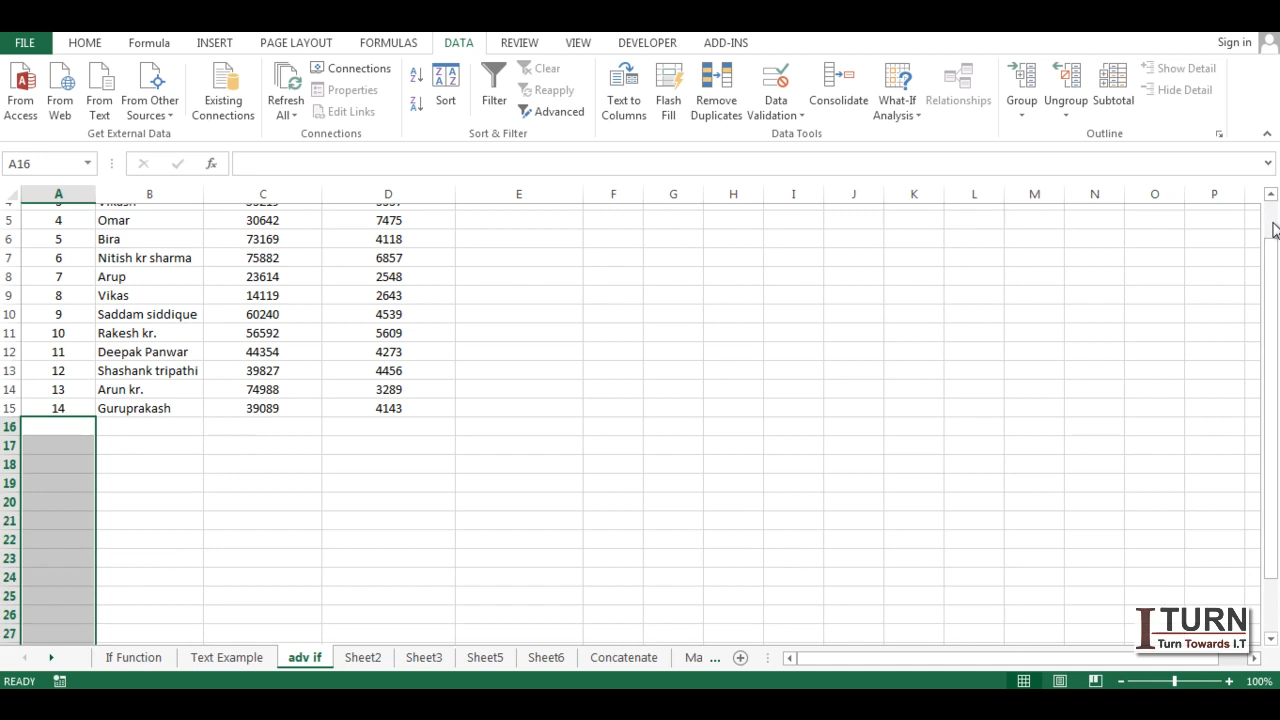 FILE HOME Formula INSERT PAGE LAYOUT FORMULAS DATA REVIEW VIEW DEVELOPER ADD-INS Sign in
From Access
From Web
From Text
From Other Sources
Get External Data
Existing Connections
Refresh All
Connections
Properties
Edit Links
Connections
Sort
Filter
Clear
Reapply
Advanced
Sort & Filter
Text to Columns
Flash Fill
Remove Duplicates
Data Validation
Consolidate
What-If Analysis
Relationships
Data Tools
Group
Ungroup
Subtotal
Show Detail
Hide Detail
Outline
A16 fx
A B C D E F G H I J K L M N O P
5 4 Omar 30642 7475
6 5 Bira 73169 4118
7 6 Nitish kr sharma 75882 6857
8 7 Arup 23614 2548
9 8 Vikas 14119 2643
10 9 Saddam siddique 60240 4539
11 10 Rakesh kr. 56592 5609
12 11 Deepak Panwar 44354 4273
13 12 Shashank tripathi 39827 4456
14 13 Arun kr. 74988 3289
15 14 Guruprakash 39089 4143
16
17
18
19
20
21
22
23
24
25
26
27
I TURN
Turn Towards I.T
If Function Text Example adv if Sheet2 Sheet3 Sheet5 Sheet6 Concatenate Ma ...
READY 100%